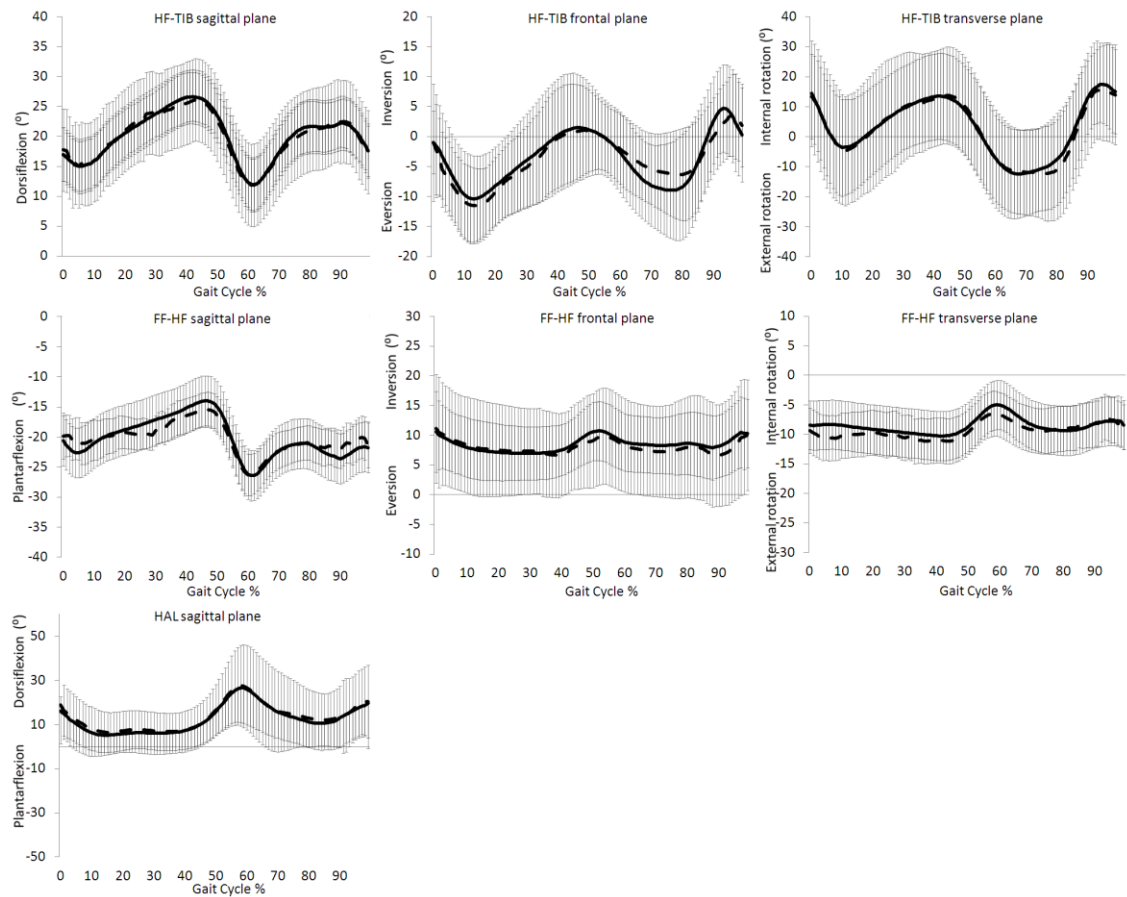 HF-TIB sagittal plane
Dorsiflexion (⁰)
40
35
30
25
20
15
10
5
0
0 10 20 30 40 50 60 70 80 90
Gait Cycle %
HF-TIB frontal plane
Eversion Inversion (⁰)
20
15
10
5
0
-5
-10
-15
-20
0 10 20 30 40 50 60 70 80 90
Gait Cycle %
HF-TIB transverse plane
External rotation Internal rotation (⁰)
40
30
20
10
0
-10
-20
-30
-40
0 10 20 30 40 50 60 70 80 90
Gait Cycle %
FF-HF sagittal plane
Plantarflexion (⁰)
0
-5
-10
-15
-20
-25
-30
-35
-40
0 10 20 30 40 50 60 70 80 90
Gait Cycle %
FF-HF frontal plane
Eversion Inversion (⁰)
30
25
20
15
10
5
0
5
10
0 10 20 30 40 50 60 70 80 90
Gait Cycle %
FF-HF transverse plane
External rotation Internal rotation (⁰)
10
5
0
-5
-10
-15
-20
-25
-30
0 10 20 30 40 50 60 70 80 90
Gait Cycle %
HAL sagittal plane
Plantarflexion Dorsiflexion (⁰)
50
30
10
-10
-30
-50
0 10 20 30 40 50 60 70 80 90
Gait Cycle %